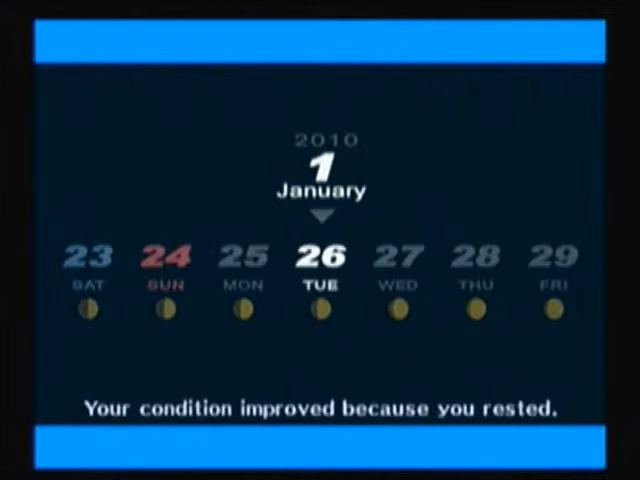 2010
1
January
23 24 25 26 27 28 29
SAT SUN MON TUE WED THU FRI
Your condition improved because you rested.